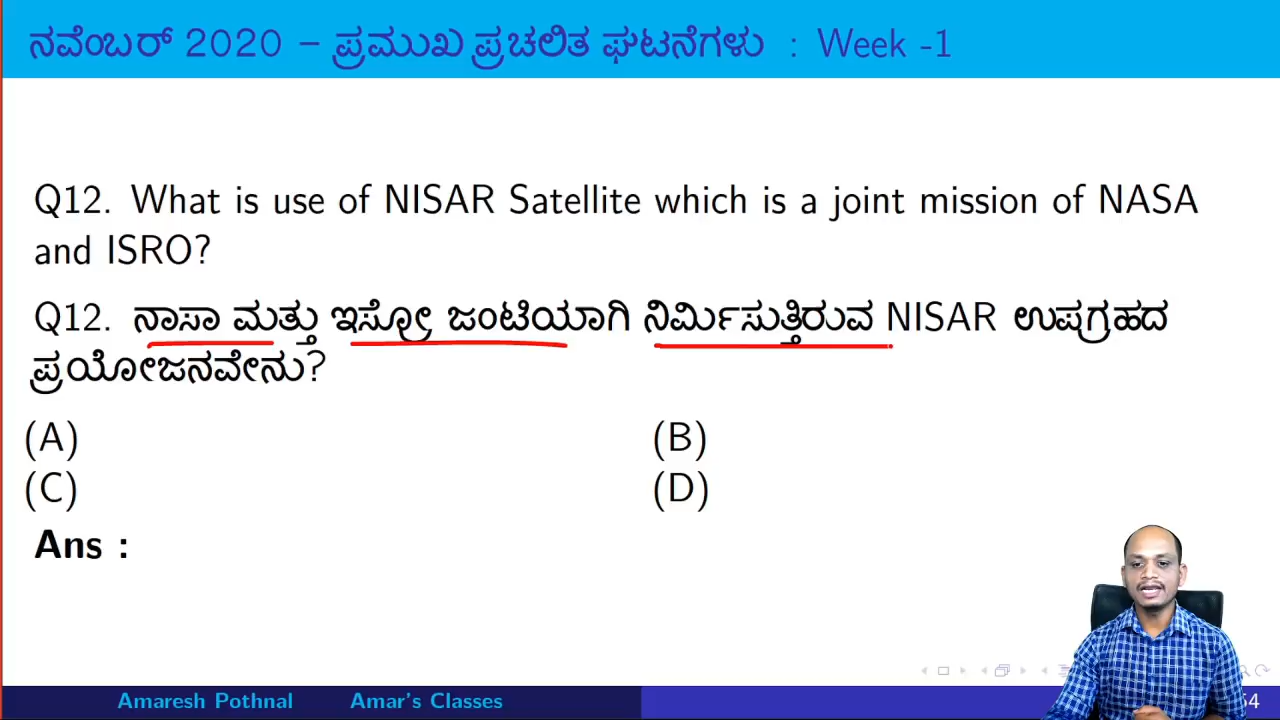 ನವೆಂಬರ್ 2020 – ಪ್ರಮುಖ ಪ್ರಚಲಿತ ಘಟನೆಗಳು : Week -1
Q12. What is use of NISAR Satellite which is a joint mission of NASA
and ISRO?
Q12. ನಾಸಾ ಮತ್ತು ಇಸ್ರೋ ಜಂಟಿಯಾಗಿ ನಿರ್ಮಿಸುತ್ತಿರುವ NISAR ಉಪಗ್ರಹದ
ಪ್ರಯೋಜನವೇನು?
(A) (B)
(C) (D)
Ans :
Amaresh Pothnal Amar's Classes 54